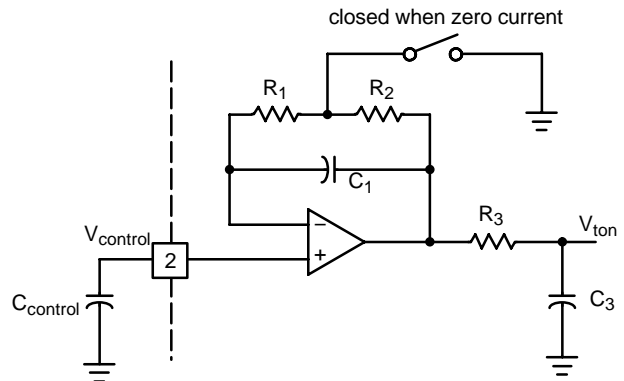 closed when zero current
R1 R2
C1
R3 Vton
Vcontrol
− 
2 +
Ccontrol
C3